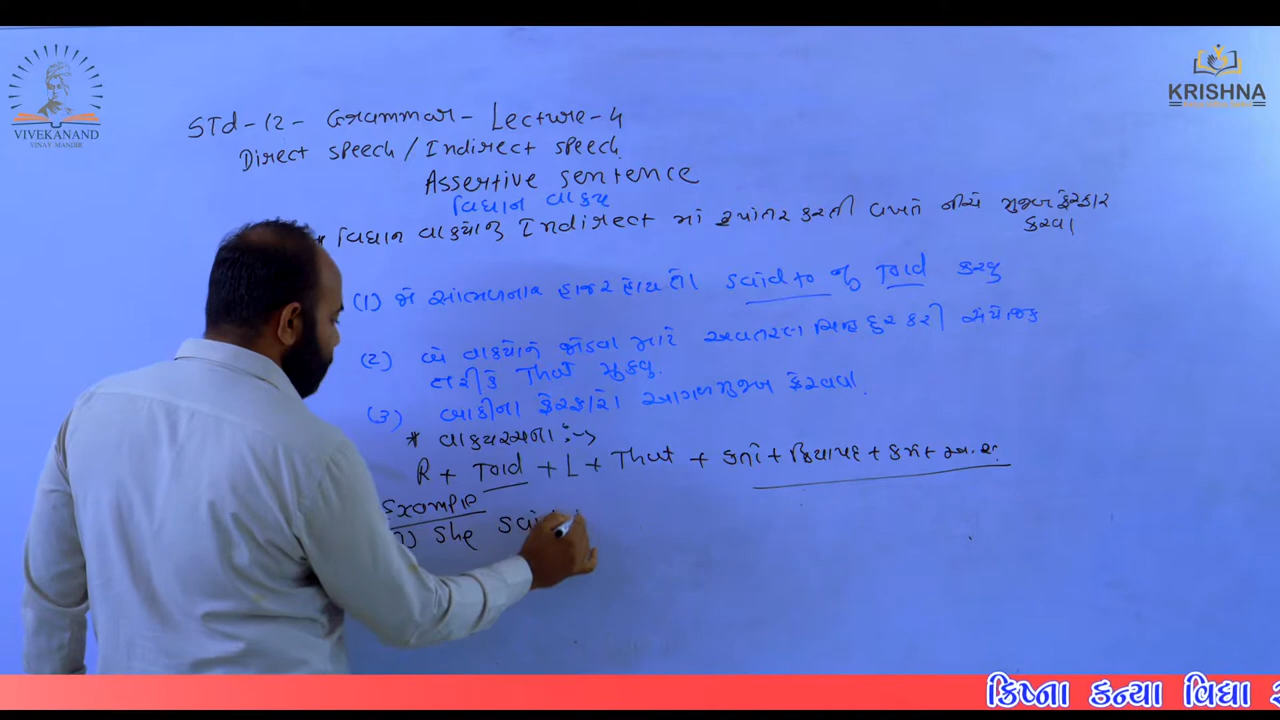 VIVEKANAND
VINAY MANDIR
KRISHNA
STd-12- Grammar- Lecture-4
Direct speech / Indirect speech
Assertive sentence
વિધાન વાક્ય
* વિધાન વાક્યોનું Indirect માં રૂપાંતર કરતી વખતે નીચે મુજબ ફેરફાર
કરવા
(1) જો સાંભળનાર હાજર હોય તો said to નું Told કરવું
(2) બે વાક્યોને જોડવા માટે અવતરણ ચિન્હ દુર કરી સંયોજક
તરીકે That મુકવુ.
(3) બાકીના ફેરફારો આગળ મુજબ ફેરવવા
* વાક્યરચના :->
R + Told + L + That + કર્તા + ક્રિયાપદ + કર્મ + અ.શ.
Example
She said
ક્રિષ્ના કન્યા વિદ્યા